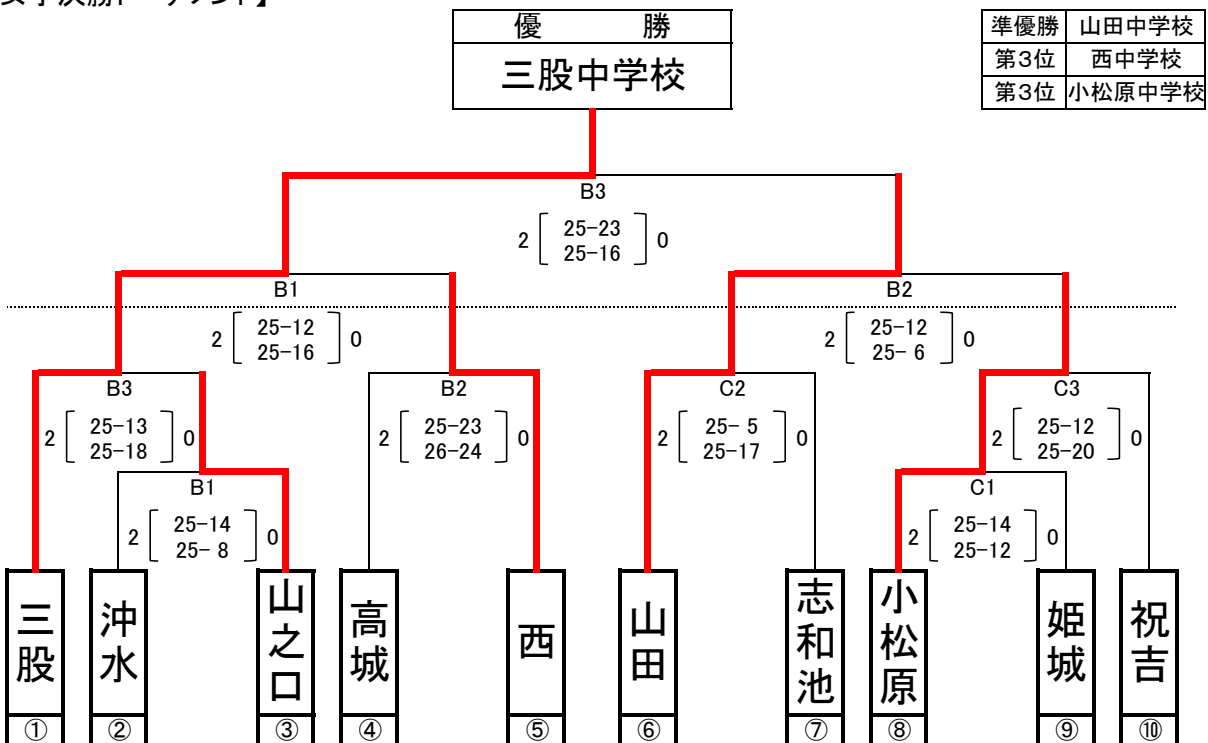 優 勝
三股中学校
準優勝 山田中学校
第3位 西中学校
第3位 小松原中学校
B3
2 25-23 0
25-16
B1
B2
2 25-12 0
25-16
2 25-12 0
25- 6
B3
B2
C2
C3
2 25-13 0
25-18
2 25-23 0
26-24
2 25- 5 0
25-17
2 25-12 0
25-20
B1
C1
2 25-14 0
25- 8
2 25-14 0
25-12
三股
沖水
山之口
高城
西
山田
志和池
小松原
姫城
祝吉
① ② ③ ④ ⑤ ⑥ ⑦ ⑧ ⑨ ⑩